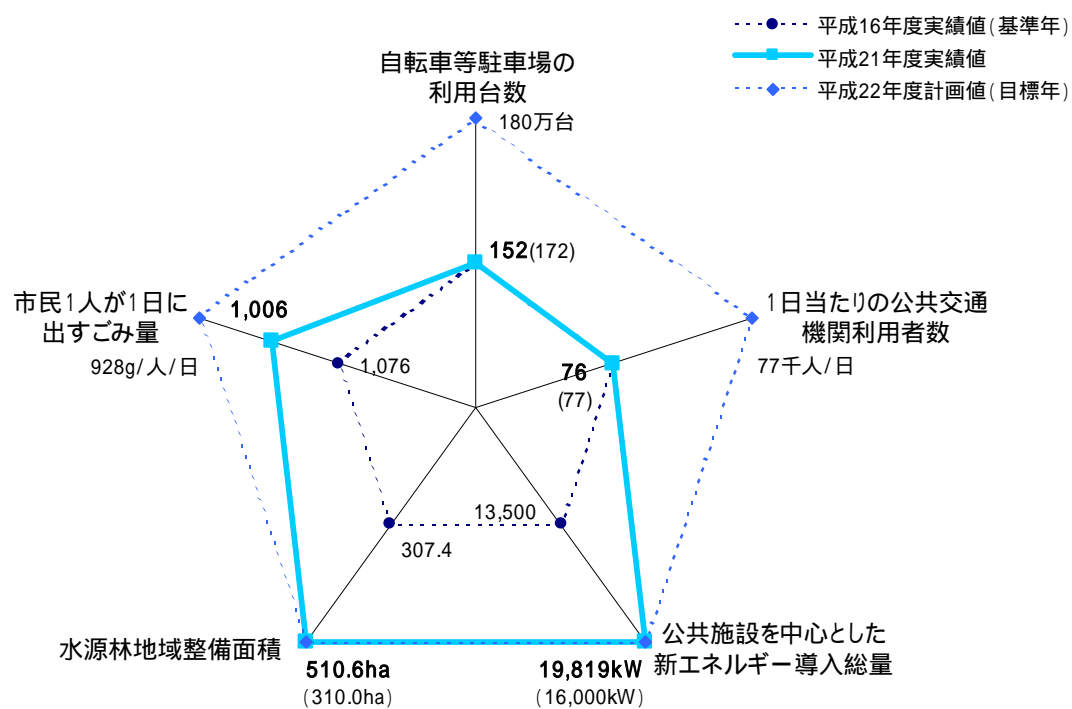 平成16年度実績値(基準年)
平成21年度実績値
平成22年度計画値(目標年)
自転車等駐車場の
利用台数
180万台
152(172)
市民1人が1日に
出すごみ量
928g/人/日
1,006
1,076
1日当たりの公共交通
機関利用者数
77千人/日
76
(77)
13,500
307.4
水源林地域整備面積
510.6ha
(310.0ha)
19,819kW
(16,000kW)
公共施設を中心とした
新エネルギー導入総量